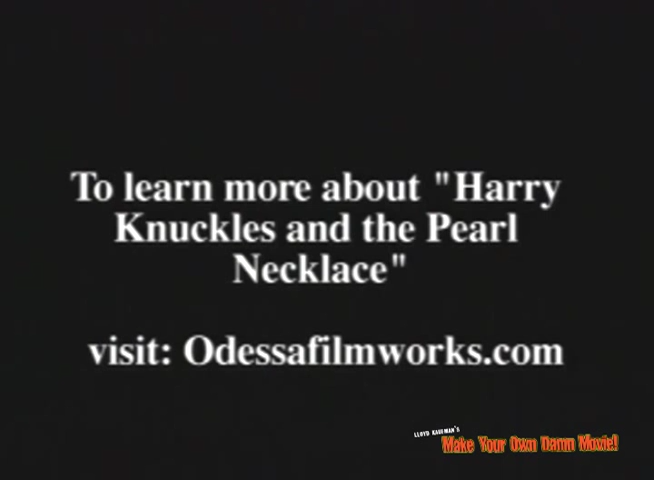 To learn more about "Harry
Knuckles and the Pearl
Necklace"
visit: Odessafilmworks.com
LLOYD KAUFMAN'S
Make Your Own Damn Movie!